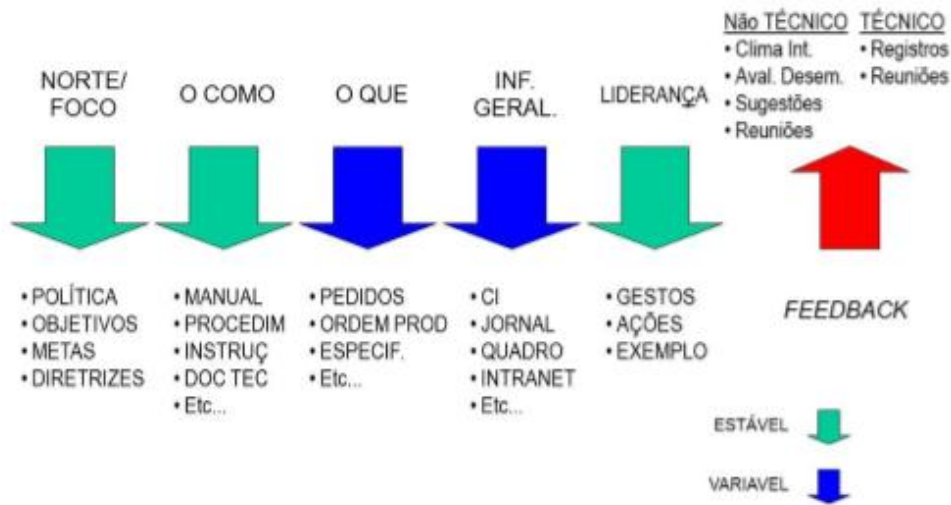 NORTE/
FOCO
• POLÍTICA
• OBJETIVOS
• METAS
• DIRETRIZES
O COMO
• MANUAL
• PROCEDIM
• INSTRUÇ
• DOC TEC
• Etc...
O QUE
• PEDIDOS
• ORDEM PROD
• ESPECIF.
• Etc...
INF.
GERAL.
• CI
• JORNAL
• QUADRO
• INTRANET
• Etc...
LIDERANÇA
• GESTOS
• AÇÕES
• EXEMPLO
Não TÉCNICO
• Clima Int.
• Aval. Desem.
• Sugestões
• Reuniões
TÉCNICO
• Registros
• Reuniões
FEEDBACK
ESTÁVEL
VARIAVEL